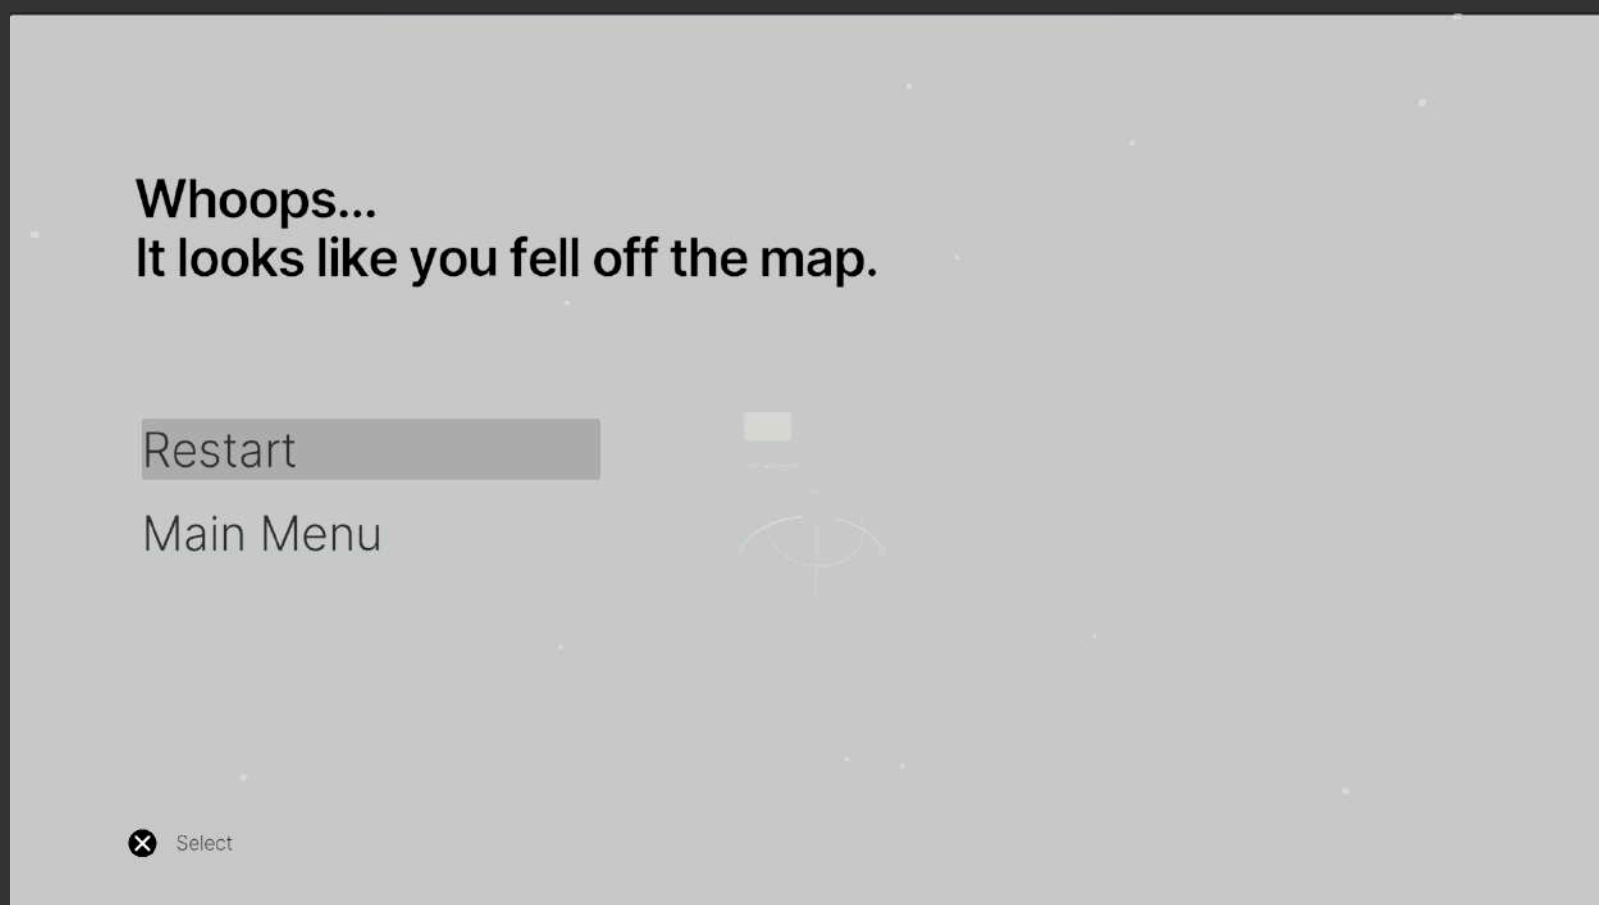 Whoops...
It looks like you fell off the map.
Restart
Main Menu
Select